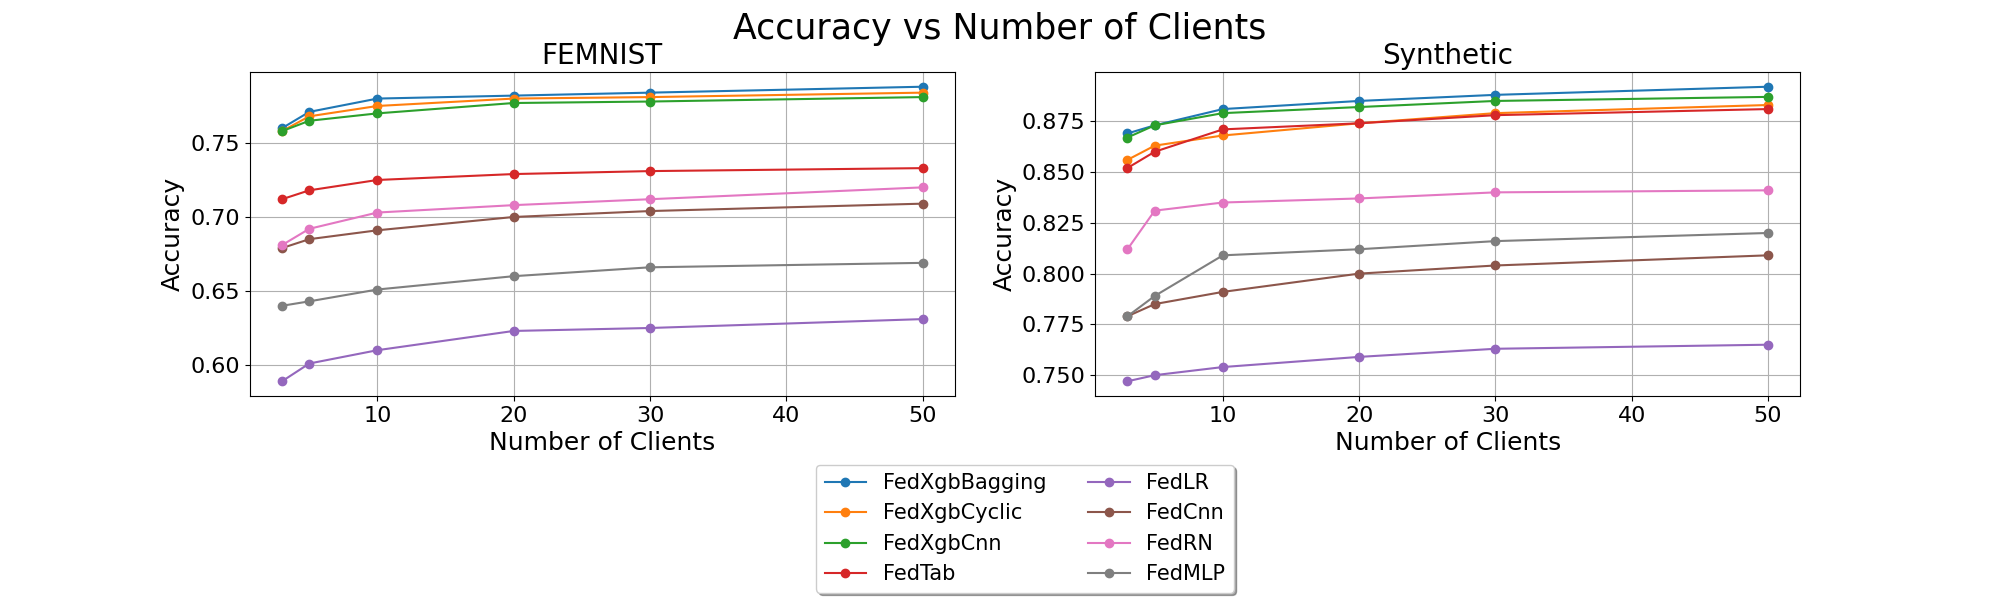 Accuracy vs Number of Clients
FEMNIST
Accuracy
0.75
0.70
0.65
0.60
10 20 30 40 50
Number of Clients
Synthetic
Accuracy
0.875
0.850
0.825
0.800
0.775
0.750
10 20 30 40 50
Number of Clients
FedXgbBagging
FedXgbCyclic
FedXgbCnn
FedTab
FedLR
FedCnn
FedRN
FedMLP